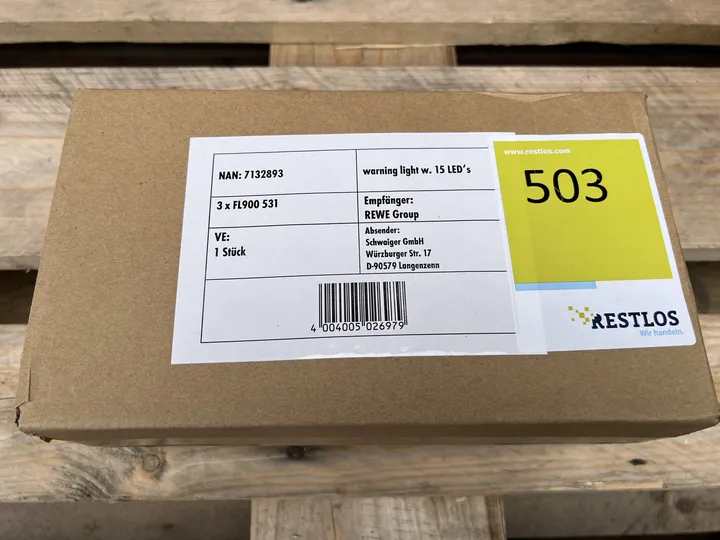 NAN: 7132893
warning light w. 15 LED's
3 x FL900 531
Empfänger:
REWE Group
VE:
1 Stück
Absender:
Schwaiger GmbH
Würzburger Str. 17
D-90579 Langenzenn
4 004005 026979
www.restlos.com
503
RESTLOS
Wir handeln.